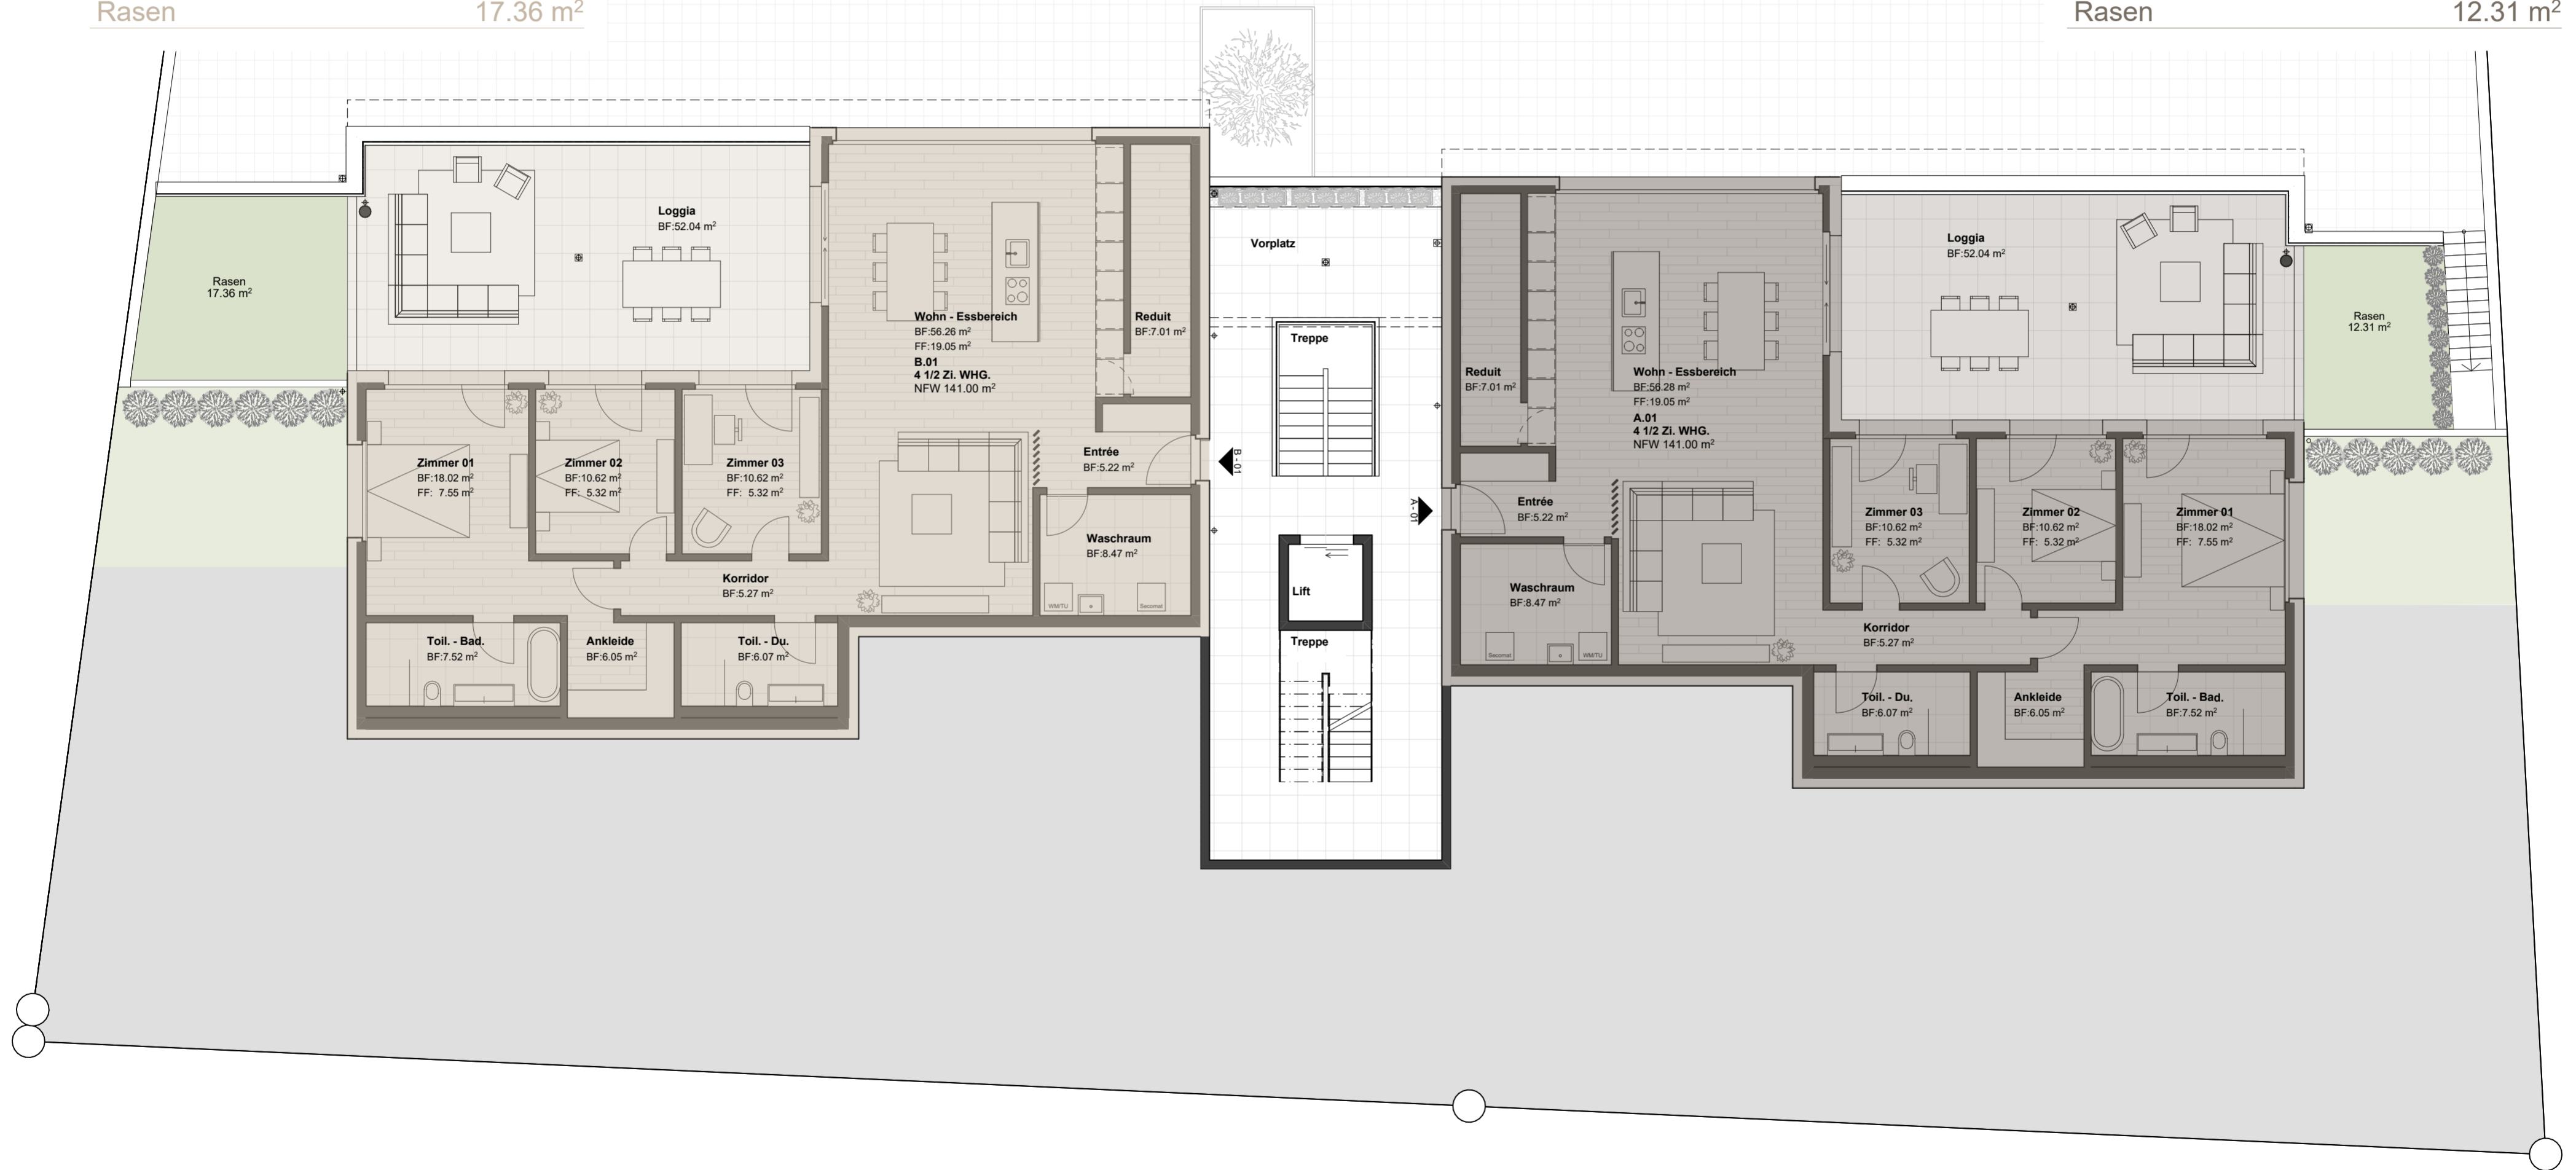 Rasen 17.36 m²
Rasen 12.31 m²
Loggia
BF:52.04 m²
Rasen
17.36 m²
Wohn - Essbereich
BF:56.26 m²
FF:19.05 m²
B.01
4 1/2 Zi. WHG.
NFW 141.00 m²
Reduit
BF:7.01 m²
Zimmer 01
BF:18.02 m²
FF: 7.55 m²
Zimmer 02
BF:10.62 m²
FF: 5.32 m²
Zimmer 03
BF:10.62 m²
FF: 5.32 m²
Entrée
BF:5.22 m²
Waschraum
BF:8.47 m²
WM/TU
Secomat
Korridor
BF:5.27 m²
Toil. - Bad.
BF:7.52 m²
Ankleide
BF:6.05 m²
Toil. - Du.
BF:6.07 m²
Vorplatz
Treppe
B - 01
A - 01
Lift
Treppe
Reduit
BF:7.01 m²
Wohn - Essbereich
BF:56.28 m²
FF:19.05 m²
A.01
4 1/2 Zi. WHG.
NFW 141.00 m²
Loggia
BF:52.04 m²
Rasen
12.31 m²
Entrée
BF:5.22 m²
Waschraum
BF:8.47 m²
Secomat
WM/TU
Zimmer 03
BF:10.62 m²
FF: 5.32 m²
Zimmer 02
BF:10.62 m²
FF: 5.32 m²
Zimmer 01
BF:18.02 m²
FF: 7.55 m²
Korridor
BF:5.27 m²
Toil. - Du.
BF:6.07 m²
Ankleide
BF:6.05 m²
Toil. - Bad.
BF:7.52 m²